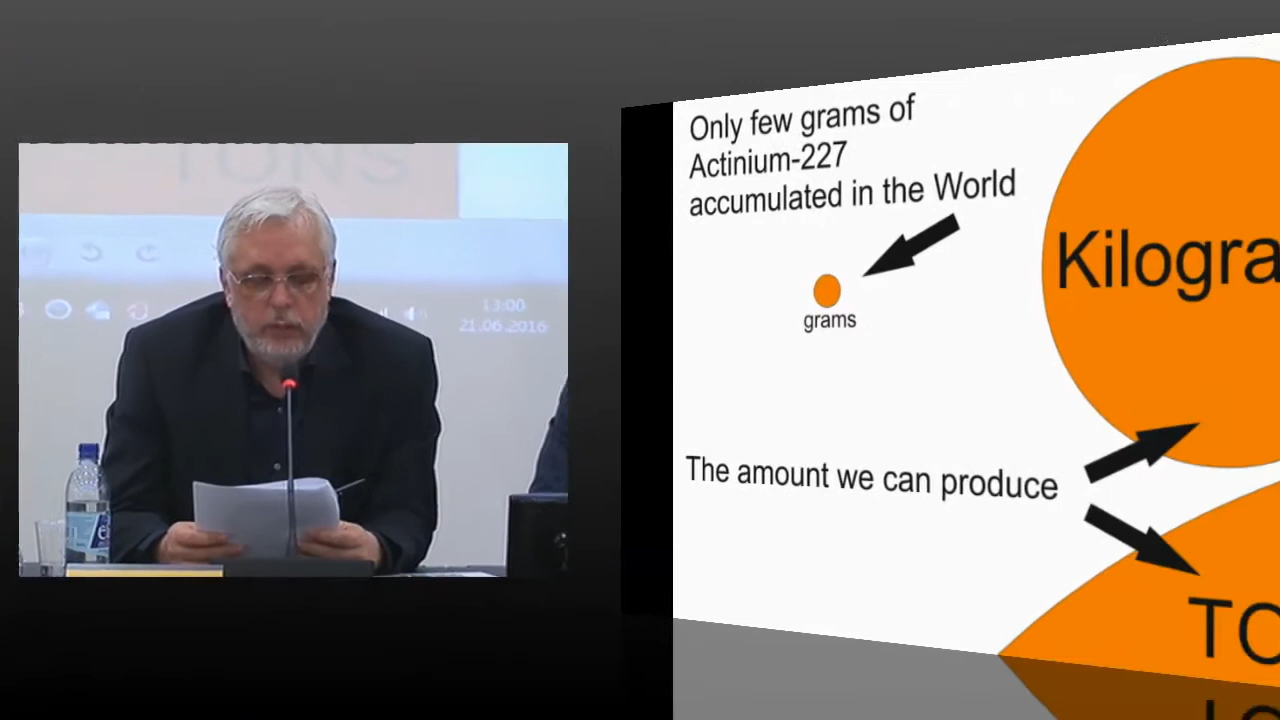 TONS
13:00
21.06.2016
Only few grams of
Actinium-227
accumulated in the World
grams
Kilogra
The amount we can produce
TO